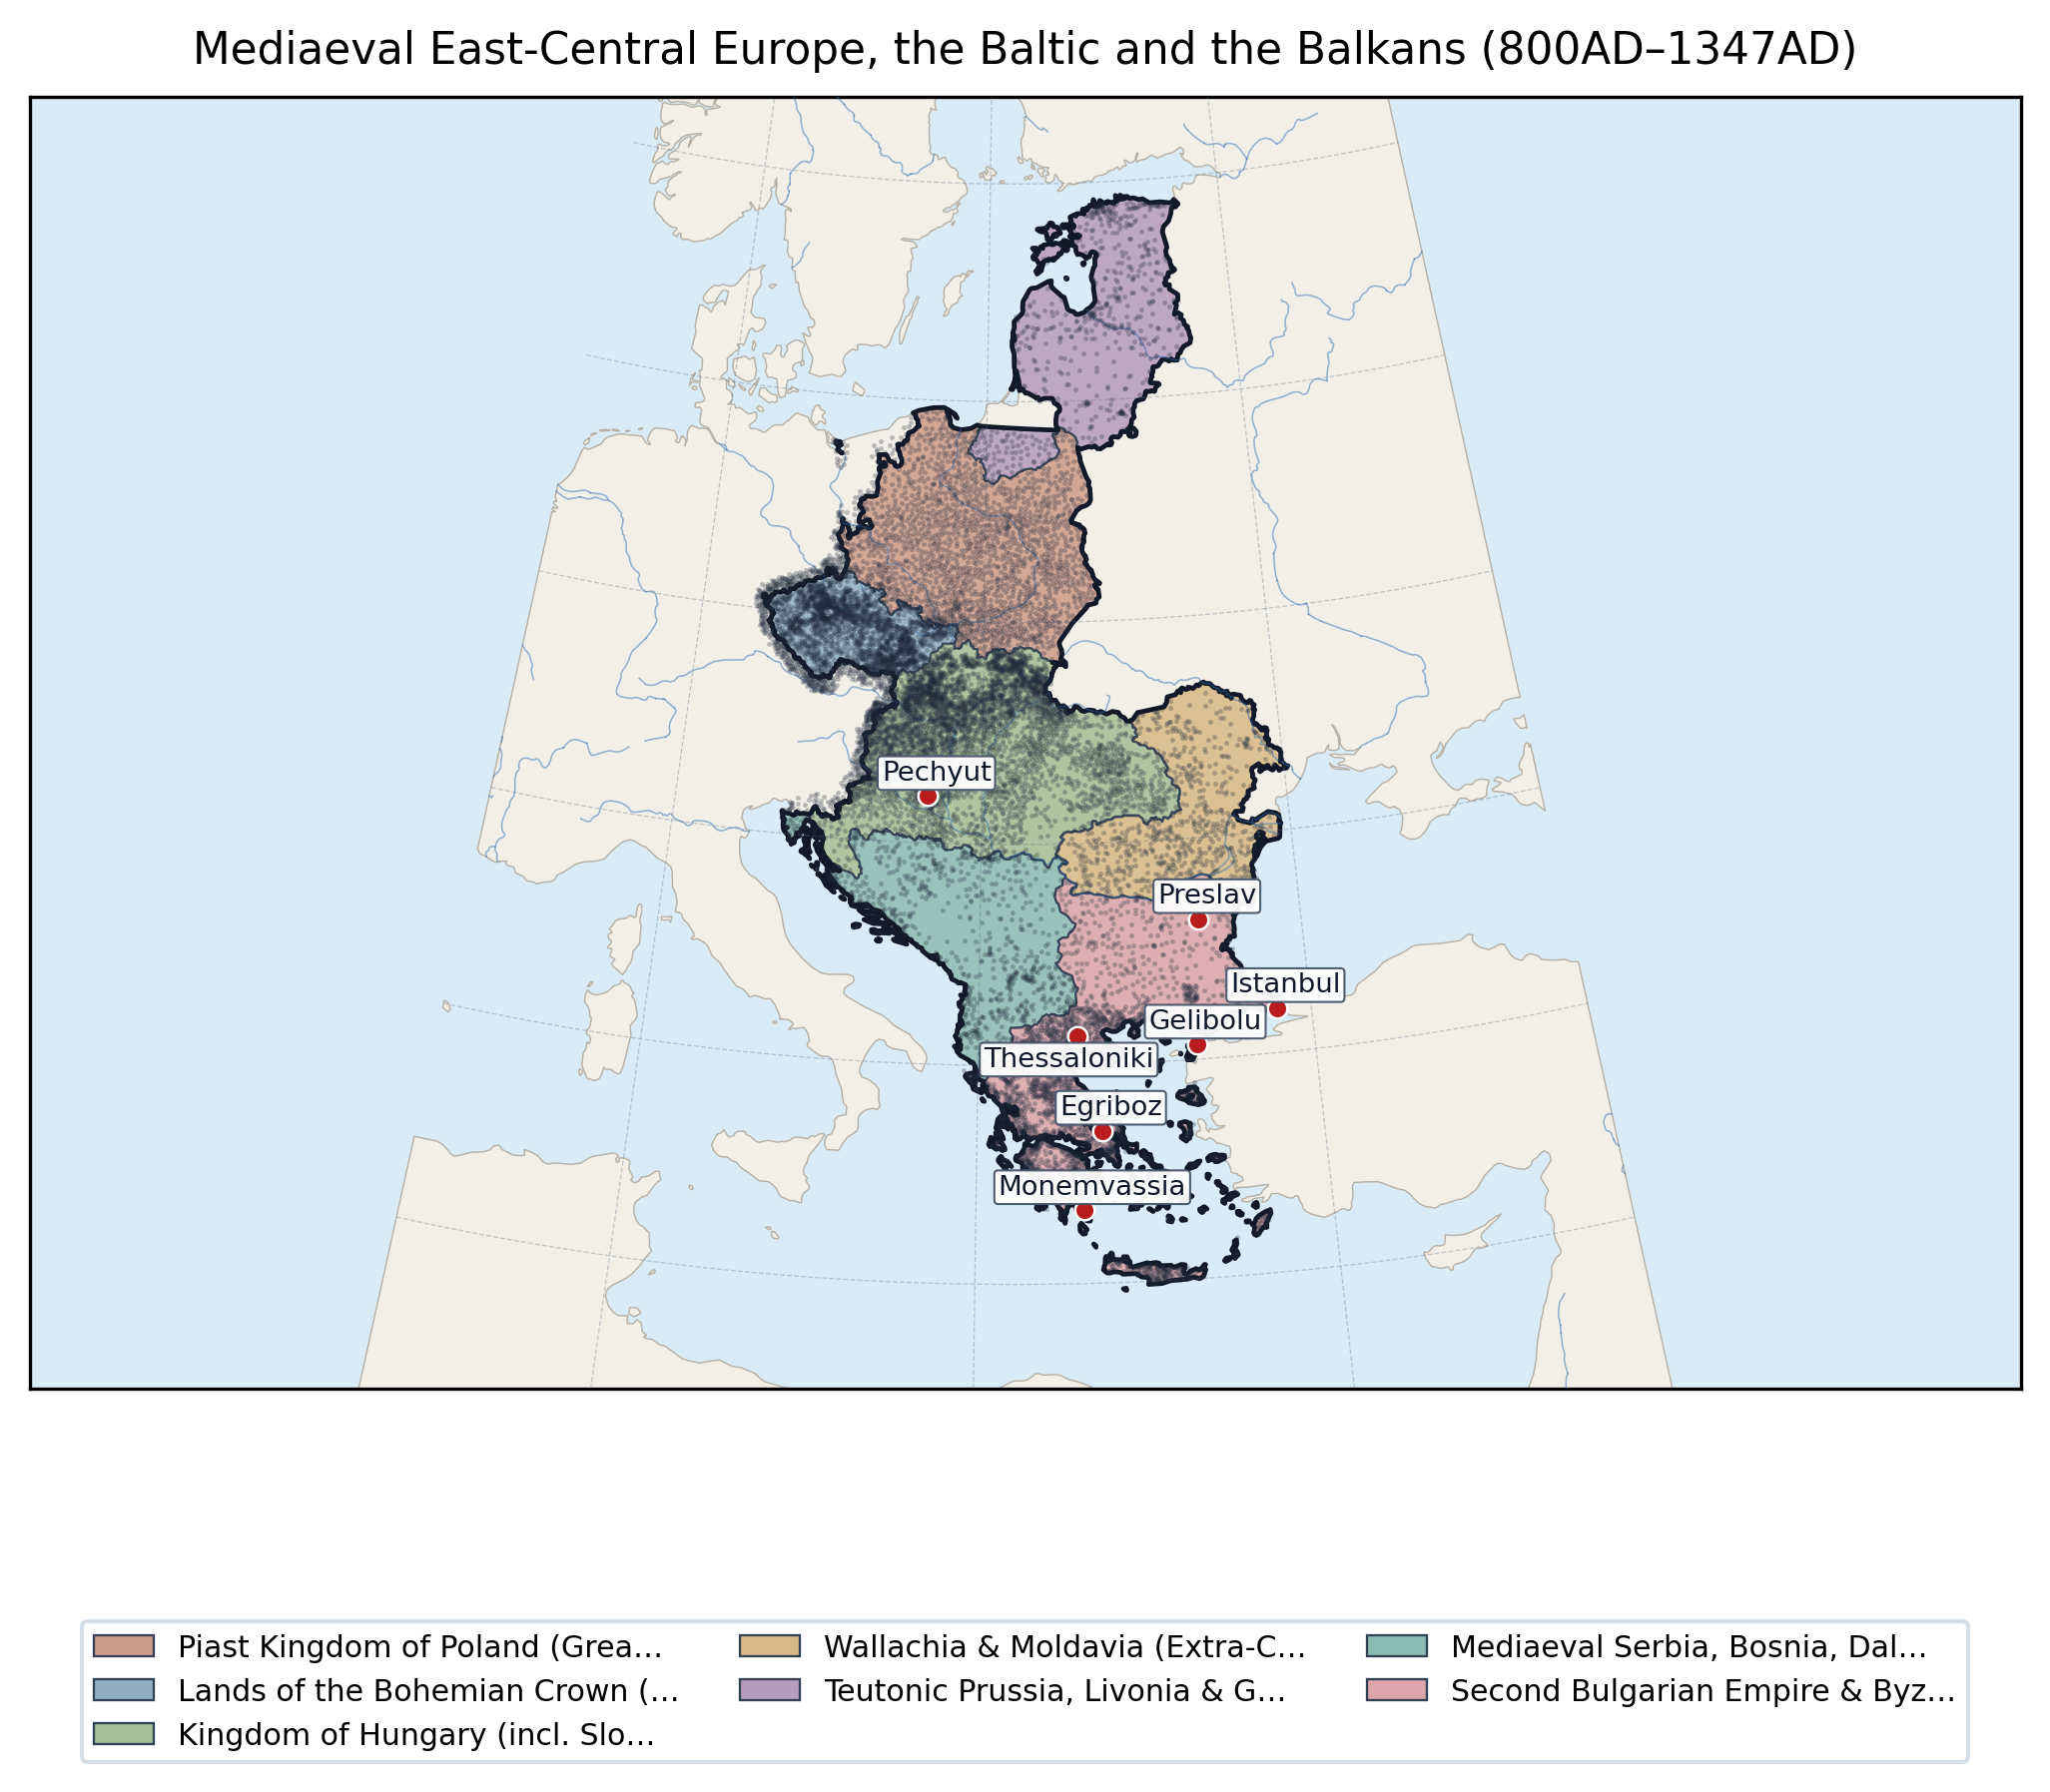 Mediaeval East-Central Europe, the Baltic and the Balkans (800AD–1347AD)
Pechyut
Preslav
Istanbul
Gelibolu
Thessaloniki
Egriboz
Monemvassia
Piast Kingdom of Poland (Grea...
Lands of the Bohemian Crown (...
Kingdom of Hungary (incl. Slo...
Wallachia & Moldavia (Extra-C...
Teutonic Prussia, Livonia & G...
Mediaeval Serbia, Bosnia, Dal...
Second Bulgarian Empire & Byz...